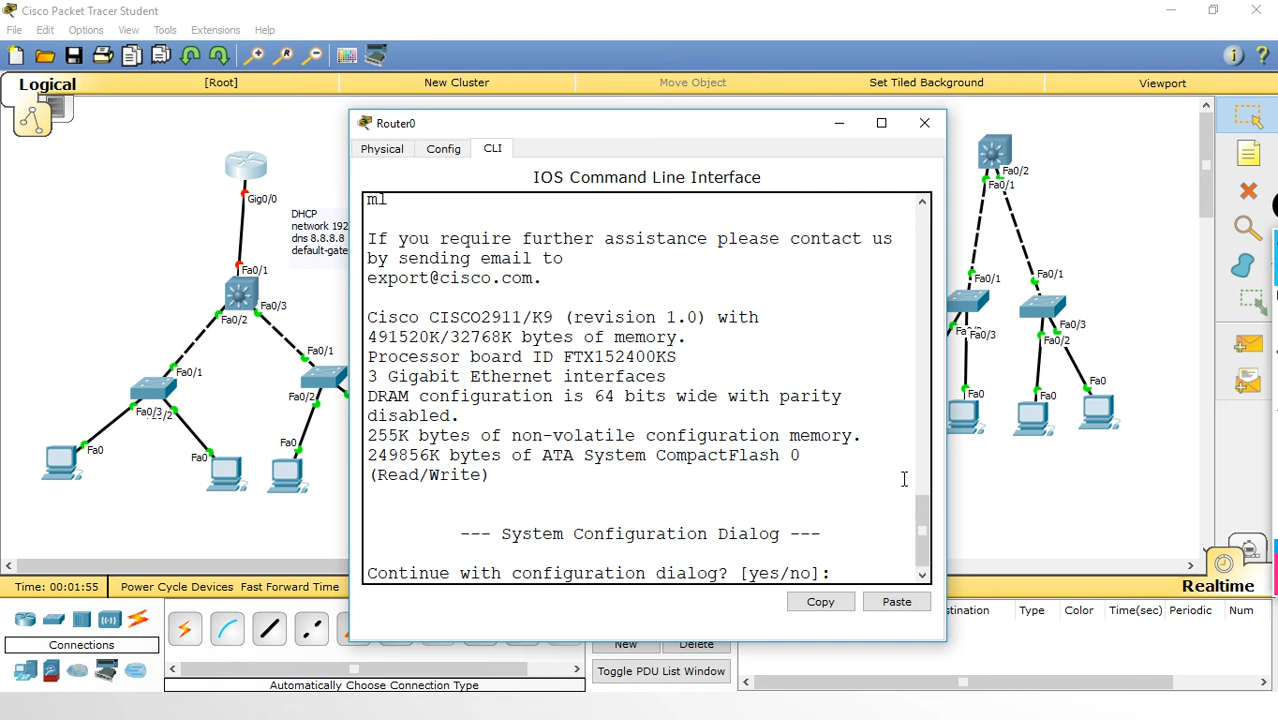 Cisco Packet Tracer Student
File Edit Options View Tools Extensions Help
Logical [Root] New Cluster Move Object Set Tiled Background Viewport
Router0
Physical Config CLI
IOS Command Line Interface
ml
If you require further assistance please contact us
by sending email to
export@cisco.com.
Cisco CISCO2911/K9 (revision 1.0) with
491520K/32768K bytes of memory.
Processor board ID FTX152400KS
3 Gigabit Ethernet interfaces
DRAM configuration is 64 bits wide with parity
disabled.
255K bytes of non-volatile configuration memory.
249856K bytes of ATA System CompactFlash 0
(Read/Write)
--- System Configuration Dialog ---
Continue with configuration dialog? [yes/no]:
Copy Paste
Gig0/0
DHCP
network 192
dns 8.8.8.8
default-gate
Fa0/1
Fa0/3
Fa0/2
Fa0/1
Fa0/1
Fa0/2
Fa0/3
Fa0
Fa0
Fa0
Fa0/2
Fa0/1
Fa0/1
Fa0/1
Fa0/3
Fa0/3
Fa0/2
Fa0
Fa0
Time: 00:01:55 Power Cycle Devices Fast Forward Time Realtime
Connections
Automatically Choose Connection Type
New Delete
Toggle PDU List Window
stination Type Color Time(sec) Periodic Num